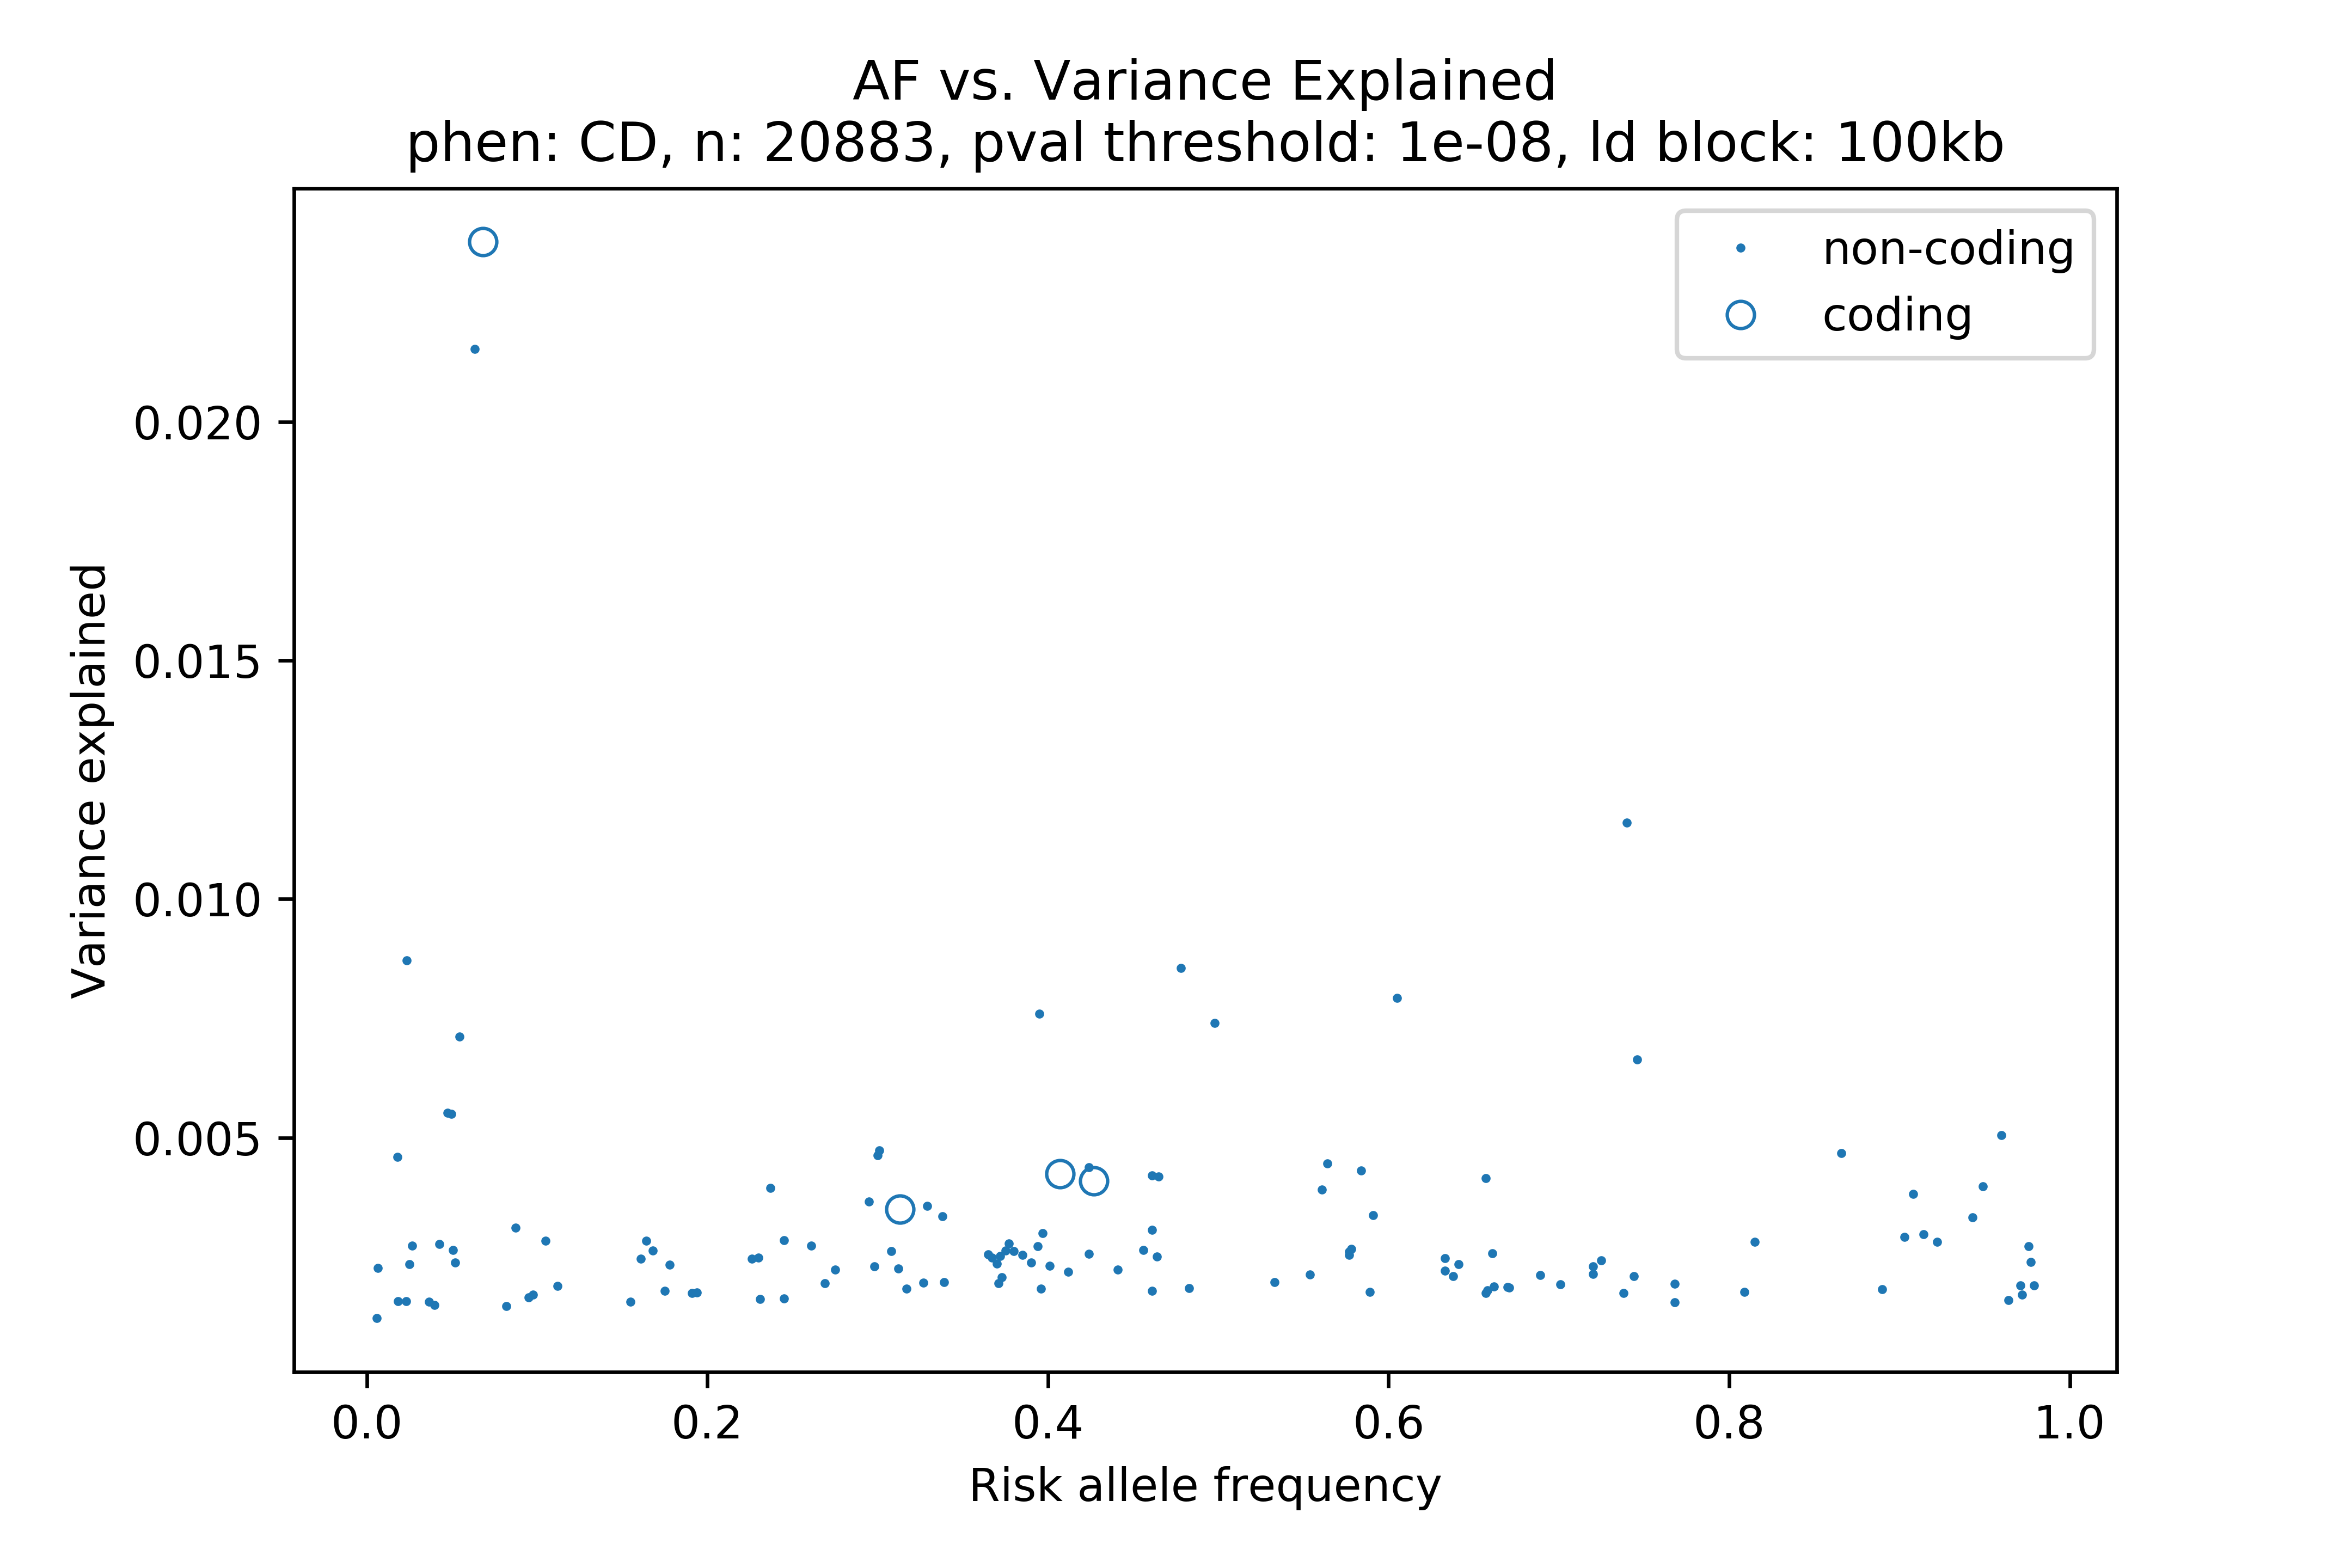 AF vs. Variance Explained
phen: CD, n: 20883, pval threshold: 1e-08, ld block: 100kb
non-coding
coding
0.020
0.015
0.010
0.005
Variance explained
0.0 0.2 0.4 0.6 0.8 1.0
Risk allele frequency